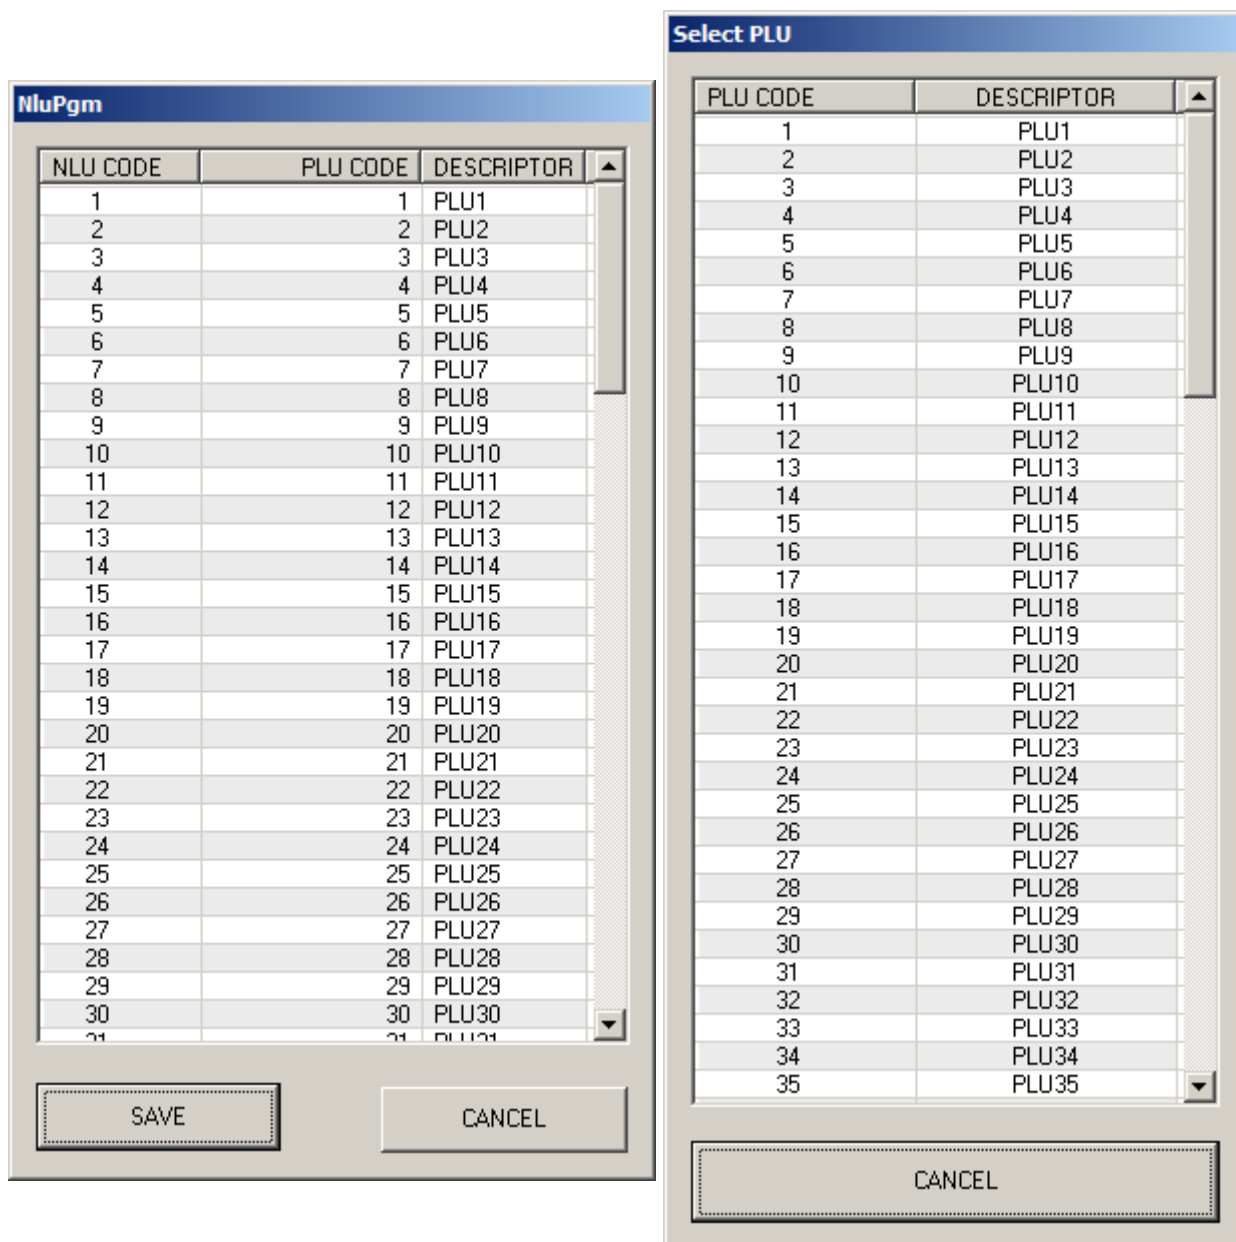 NluPgm
NLU CODE PLU CODE DESCRIPTOR
1 1 PLU1
2 2 PLU2
3 3 PLU3
4 4 PLU4
5 5 PLU5
6 6 PLU6
7 7 PLU7
8 8 PLU8
9 9 PLU9
10 10 PLU10
11 11 PLU11
12 12 PLU12
13 13 PLU13
14 14 PLU14
15 15 PLU15
16 16 PLU16
17 17 PLU17
18 18 PLU18
19 19 PLU19
20 20 PLU20
21 21 PLU21
22 22 PLU22
23 23 PLU23
24 24 PLU24
25 25 PLU25
26 26 PLU26
27 27 PLU27
28 28 PLU28
29 29 PLU29
30 30 PLU30
SAVE CANCEL
Select PLU
PLU CODE DESCRIPTOR
1 PLU1
2 PLU2
3 PLU3
4 PLU4
5 PLU5
6 PLU6
7 PLU7
8 PLU8
9 PLU9
10 PLU10
11 PLU11
12 PLU12
13 PLU13
14 PLU14
15 PLU15
16 PLU16
17 PLU17
18 PLU18
19 PLU19
20 PLU20
21 PLU21
22 PLU22
23 PLU23
24 PLU24
25 PLU25
26 PLU26
27 PLU27
28 PLU28
29 PLU29
30 PLU30
31 PLU31
32 PLU32
33 PLU33
34 PLU34
35 PLU35
CANCEL